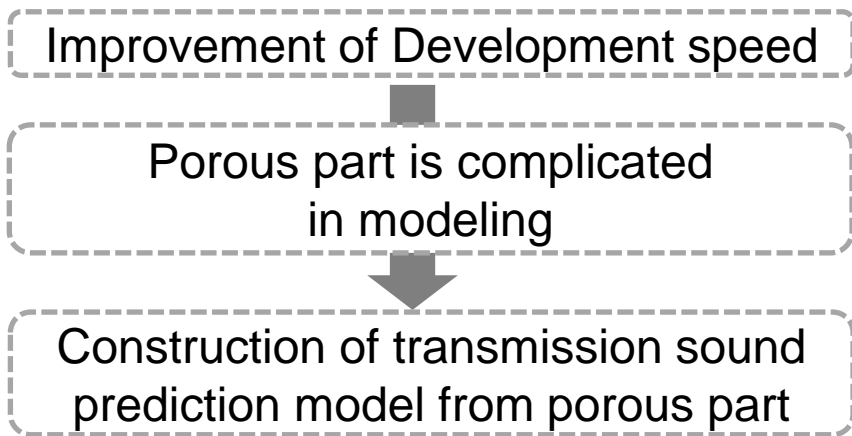 Improvement of Development speed
Porous part is complicated
in modeling
Construction of transmission sound
prediction model from porous part